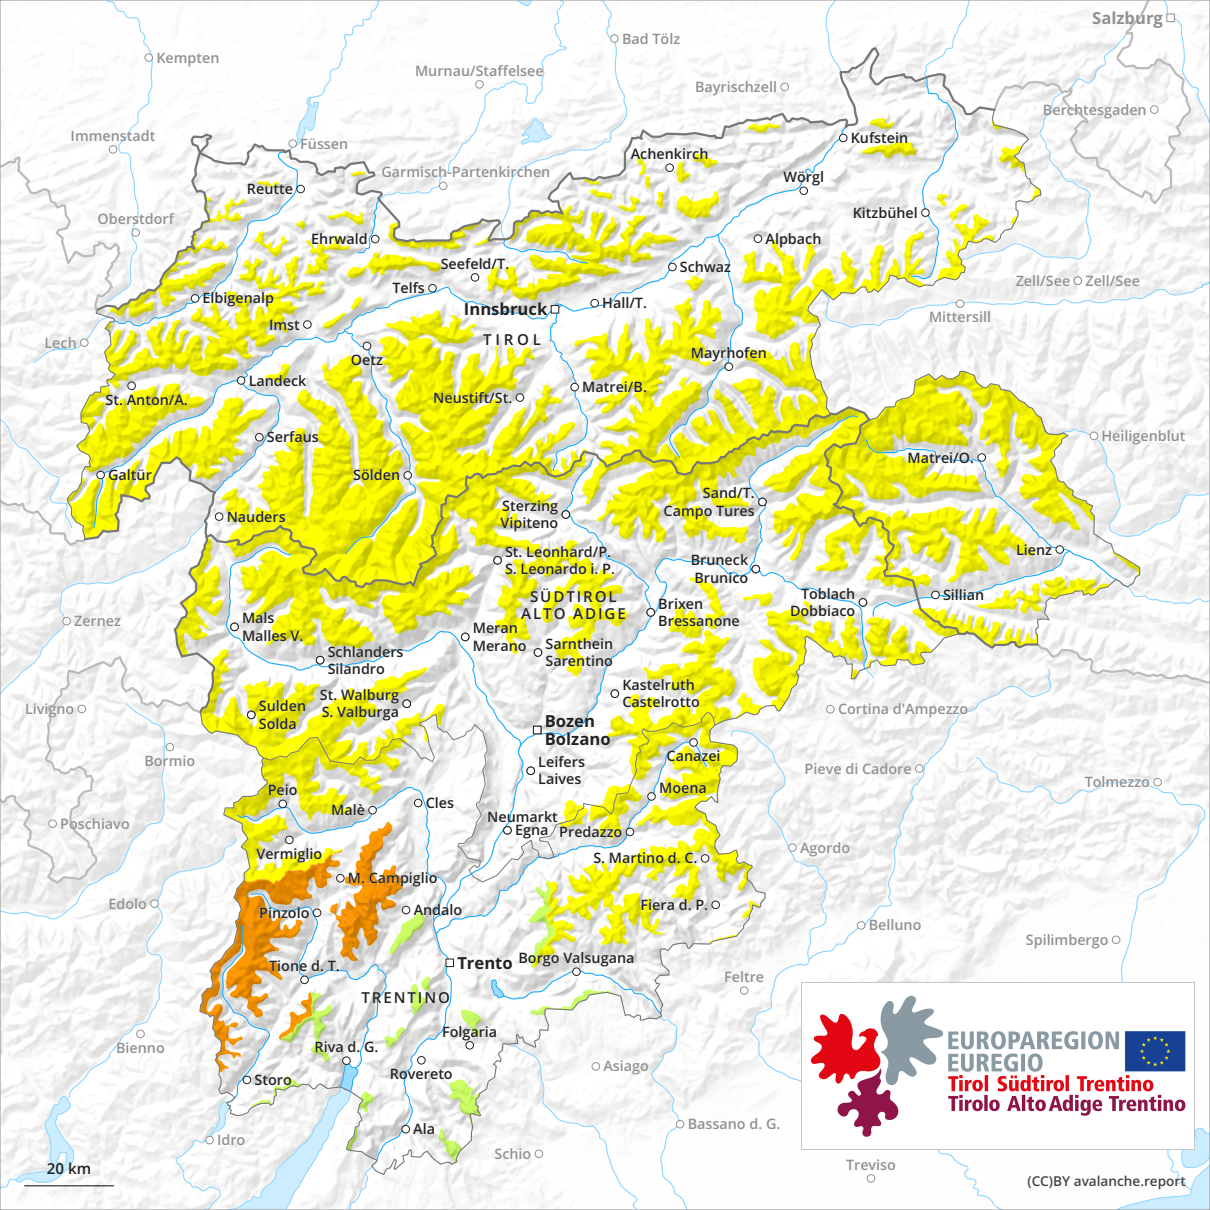 Salzburg
Kempten
Bad Tölz
Murnau/Staffelsee
Bayrischzell
Berchtesgaden
Immenstadt
Füssen
Kufstein
Achenkirch
Garmisch-Partenkirchen
Wörgl
Reutte
Oberstdorf
Kitzbühel
Ehrwald
Alpbach
Seefeld/T.
Schwaz
Zell/See
Zell/See
Telfs
Elbigenalp
Hall/T.
Innsbruck
Mittersill
Imst
TIROL
Lech
Oetz
Mayrhofen
Landeck
Matrei/B.
St. Anton/A.
Neustift/St.
Serfaus
Heiligenblut
Matrei/O.
Galtür
Sölden
Sand/T.
Campo Tures
Sterzing
Vipiteno
Nauders
St. Leonhard/P.
S. Leonardo i. P.
Lienz
Bruneck
Brunico
SÜDTIROL
ALTO ADIGE
Toblach
Dobbiaco
Sillian
Brixen
Bressanone
Zernez
Mals
Malles V.
Meran
Merano
Sarnthein
Sarentino
Schlanders
Silandro
Kastelruth
Castelrotto
St. Walburg
S. Valburga
Sulden
Solda
Livigno
Cortina d'Ampezzo
Bozen
Bolzano
Bormio
Canazei
Leifers
Laives
Pieve di Cadore
Tolmezzo
Peio
Moena
Malè
Cles
Neumarkt
Egna
Predazzo
Poschiavo
Vermiglio
Agordo
S. Martino d. C.
M. Campiglio
Edolo
Pinzolo
Andalo
Fiera d. P.
Belluno
Spilimbergo
Trento
Borgo Valsugana
Tione d. T.
Feltre
TRENTINO
Folgaria
Bienno
Riva d. G.
Rovereto
Asiago
Storo
Bassano d. G.
Ala
Idro
Schio
Treviso
EUROPAREGION
EUREGIO
Tirol Südtirol Trentino
Tirolo Alto Adige Trentino
20 km
(CC)BY avalanche.report